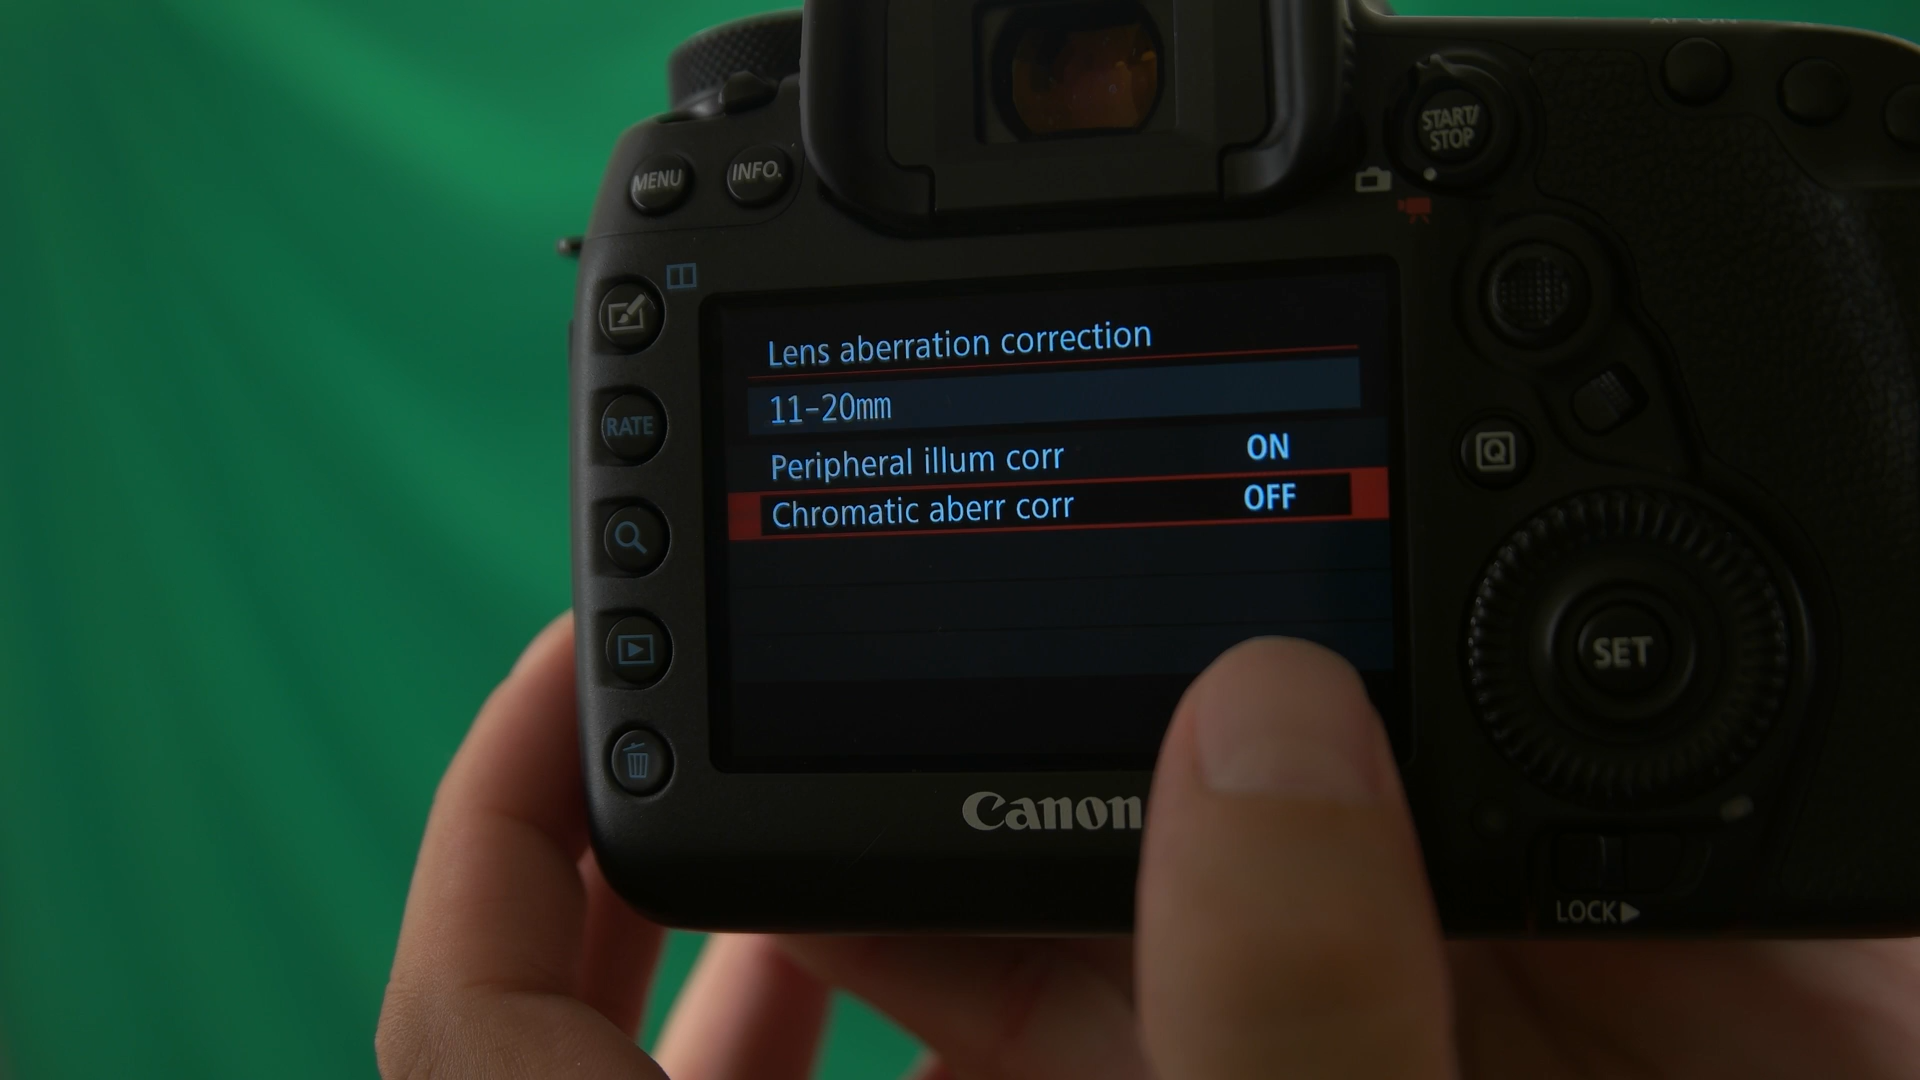 START/
STOP
MENU
INFO.
Lens aberration correction
11-20mm
RATE
Peripheral illum corr ON
Chromatic aberr corr OFF
Q
SET
Canon
LOCK